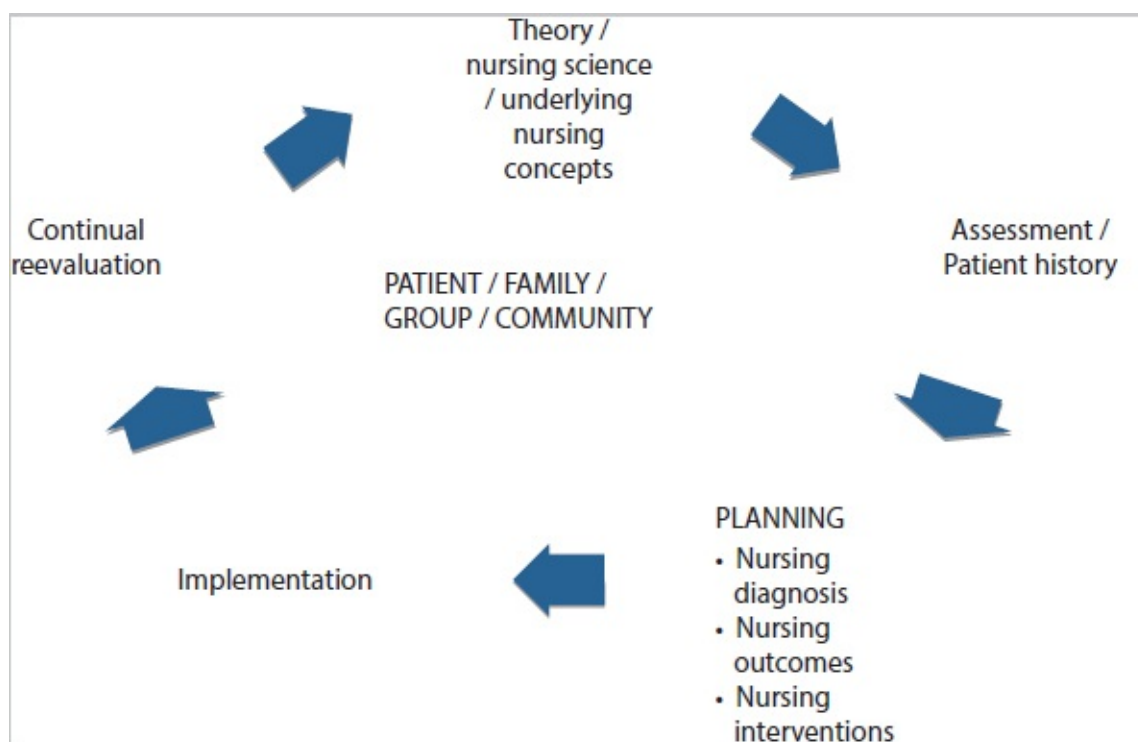 Theory /
nursing science
/ underlying
nursing
concepts
Assessment /
Patient history
PLANNING
• Nursing
diagnosis
• Nursing
outcomes
• Nursing
interventions
Implementation
Continual
reevaluation
PATIENT / FAMILY /
GROUP / COMMUNITY